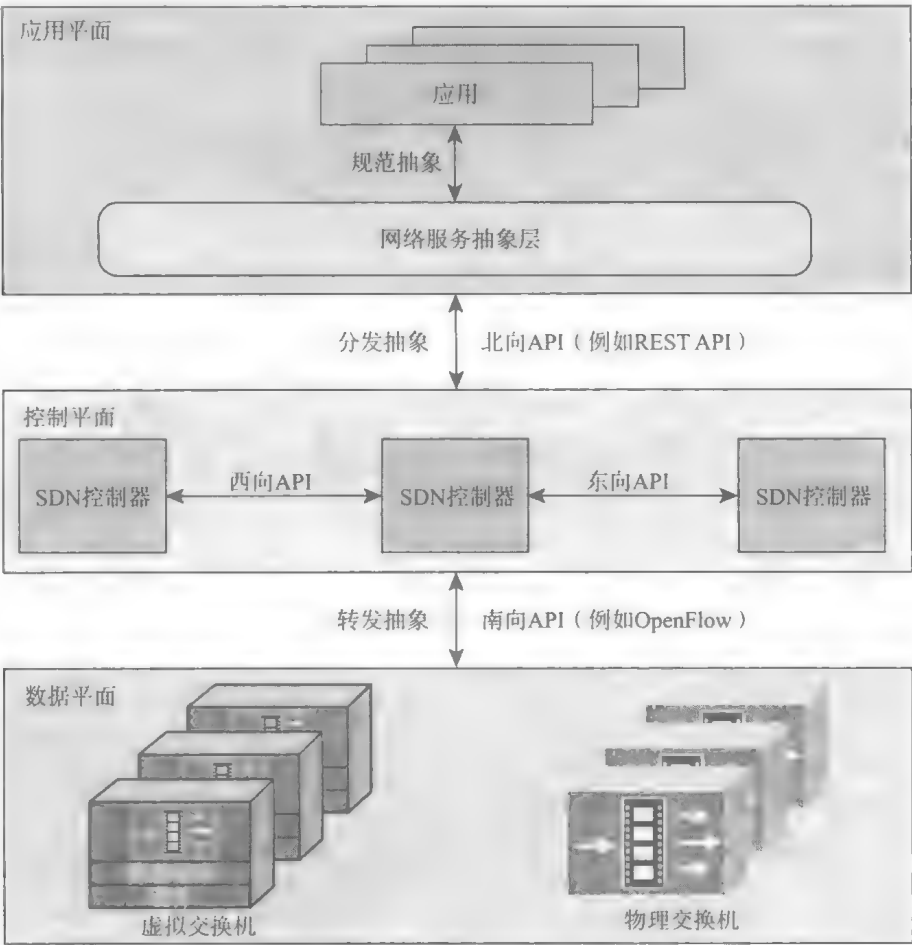 应用平面
应用
规范抽象
网络服务抽象层
分发抽象 北向API（例如REST API）
控制平面
SDN控制器 西向API SDN控制器 东向API SDN控制器
转发抽象 南向API（例如OpenFlow）
数据平面
虚拟交换机 物理交换机